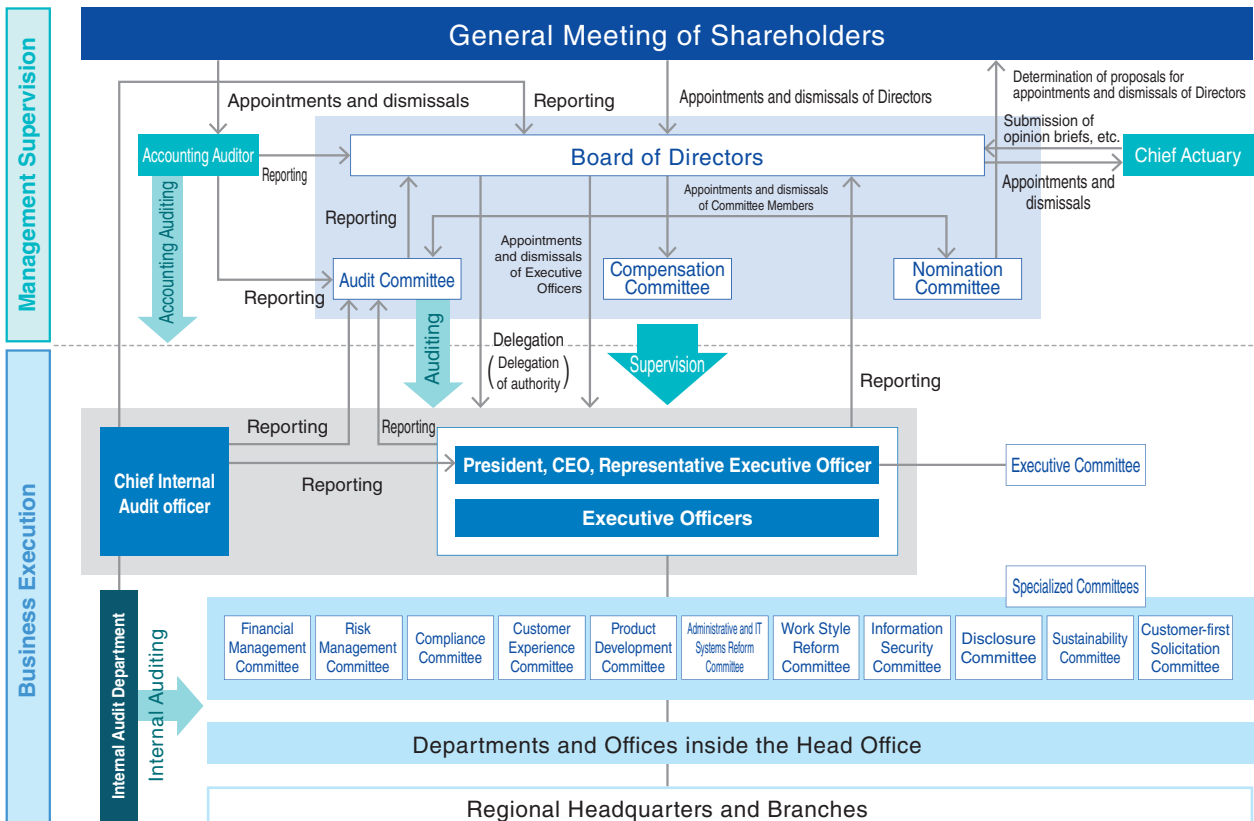 Management Supervision
General Meeting of Shareholders
Appointments and dismissals
Reporting
Appointments and dismissals of Directors
Determination of proposals for
appointments and dismissals of Directors
Accounting Auditor
Reporting
Board of Directors
Submission of
opinion briefs, etc.
Chief Actuary
Appointments and
dismissals
Accounting Auditing
Reporting
Appointments and dismissals
of Committee Members
Appointments
and dismissals
of Executive
Officers
Audit Committee
Compensation
Committee
Nomination
Committee
Reporting
Auditing
Delegation
(Delegation
of authority)
Supervision
Reporting
Business Execution
Reporting
Reporting
Chief Internal
Audit officer
Reporting
President, CEO, Representative Executive Officer
Executive Officers
Executive Committee
Specialized Committees
Internal Audit Department
Internal Auditing
Financial
Management
Committee
Risk
Management
Committee
Compliance
Committee
Customer
Experience
Committee
Product
Development
Committee
Administrative and IT
Systems Reform
Committee
Work Style
Reform
Committee
Information
Security
Committee
Disclosure
Committee
Sustainability
Committee
Customer-first
Solicitation
Committee
Departments and Offices inside the Head Office
Regional Headquarters and Branches